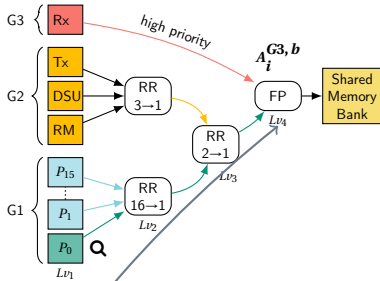 G3
Rx
high priority
A_i^{G3,b}
G2
Tx
DSU
RM
RR
3→1
FP
Lv4
Shared
Memory
Bank
RR
2→1
Lv3
G1
P15
P1
P0
RR
16→1
Lv2
Lv1